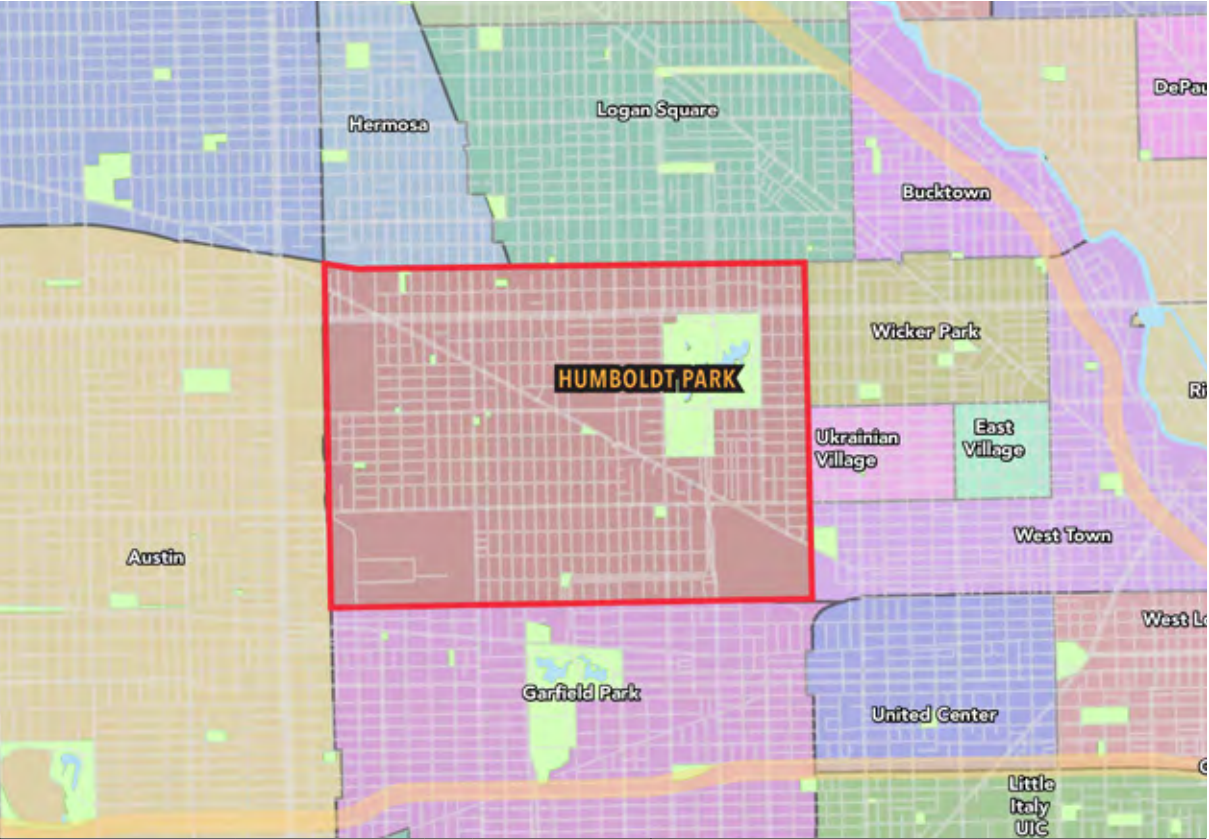 DePau
Logan Square
Hermosa
Bucktown
Wicker Park
HUMBOLDT PARK
Ri
Ukrainian
Village
East
Village
West Town
Austin
West Lo
Garfield Park
United Center
Little
Italy
UIC